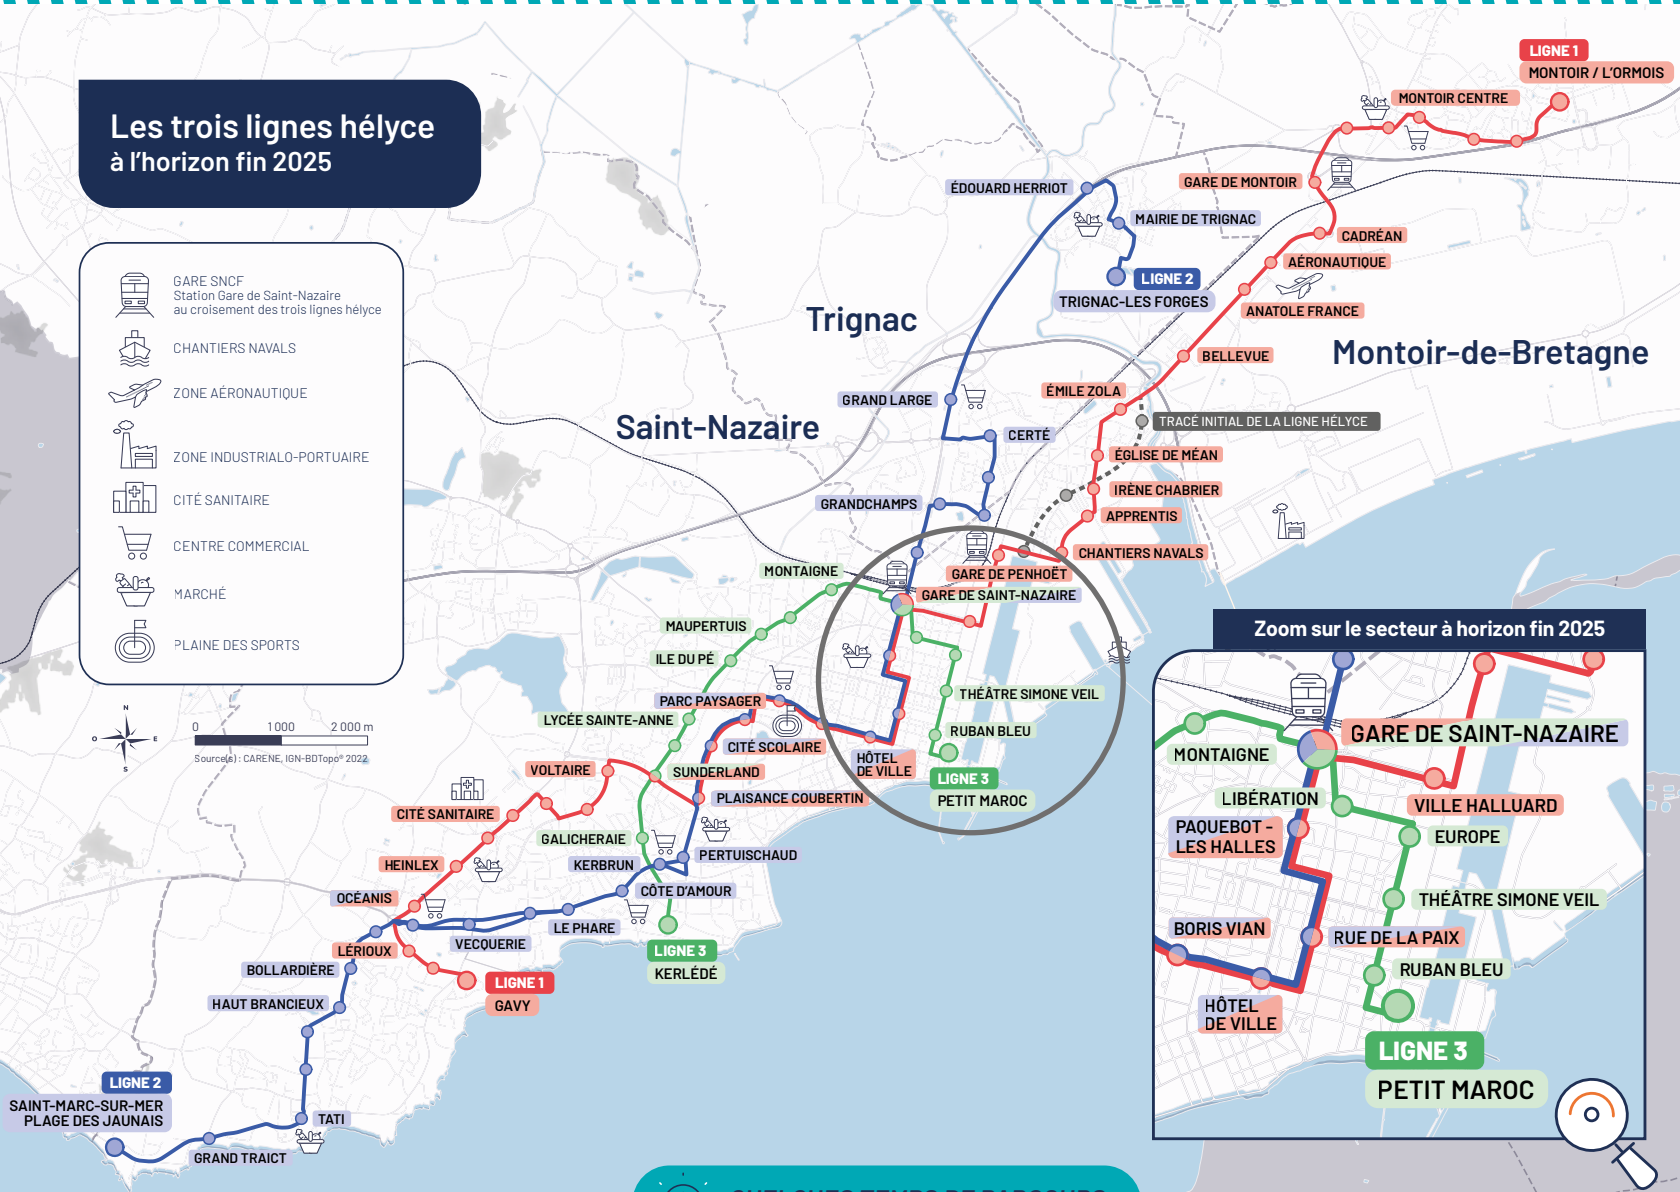 Les trois lignes hélyce
à l'horizon fin 2025
GARE SNCF
Station Gare de Saint-Nazaire
au croisement des trois lignes hélyce
CHANTIERS NAVALS
ZONE AÉRONAUTIQUE
ZONE INDUSTRIALO-PORTUAIRE
CITÉ SANITAIRE
CENTRE COMMERCIAL
MARCHÉ
PLAINE DES SPORTS
N
O
E
S
0 1 000 2 000 m
Source(s) : CARENE, IGN-BDTopo® 2022
LIGNE 1
MONTOIR / L'ORMOIS
MONTOIR CENTRE
GARE DE MONTOIR
CADRÉAN
AÉRONAUTIQUE
ANATOLE FRANCE
BELLEVUE
ÉMILE ZOLA
TRACÉ INITIAL DE LA LIGNE HÉLYCE
ÉGLISE DE MÉAN
IRÈNE CHABRIER
APPRENTIS
CHANTIERS NAVALS
GARE DE PENHOËT
GARE DE SAINT-NAZAIRE
ÉDOUARD HERRIOT
MAIRIE DE TRIGNAC
LIGNE 2
TRIGNAC-LES FORGES
Trignac
Montoir-de-Bretagne
Saint-Nazaire
GRAND LARGE
CERTÉ
GRANDCHAMPS
MONTAIGNE
MAUPERTUIS
ILE DU PÉ
PARC PAYSAGER
LYCÉE SAINTE-ANNE
CITÉ SCOLAIRE
THÉÂTRE SIMONE VEIL
RUBAN BLEU
HÔTEL
DE VILLE
LIGNE 3
PETIT MAROC
VOLTAIRE
SUNDERLAND
PLAISANCE COUBERTIN
CITÉ SANITAIRE
GALICHERAIE
PERTUISCHAUD
HEINLEX
KERBRUN
CÔTE D'AMOUR
OCÉANIS
LE PHARE
VECQUERIE
LÉRIOUX
LIGNE 3
KERLÉDÉ
BOLLARDIÈRE
LIGNE 1
GAVY
HAUT BRANCIEUX
LIGNE 2
SAINT-MARC-SUR-MER
PLAGE DES JAUNAIS
TATI
GRAND TRAICT
Zoom sur le secteur à horizon fin 2025
GARE DE SAINT-NAZAIRE
MONTAIGNE
LIBÉRATION
VILLE HALLUARD
PAQUEBOT -
LES HALLES
EUROPE
THÉÂTRE SIMONE VEIL
BORIS VIAN
RUE DE LA PAIX
RUBAN BLEU
HÔTEL
DE VILLE
LIGNE 3
PETIT MAROC
QUELQUES TEMPS DE PARCOURS